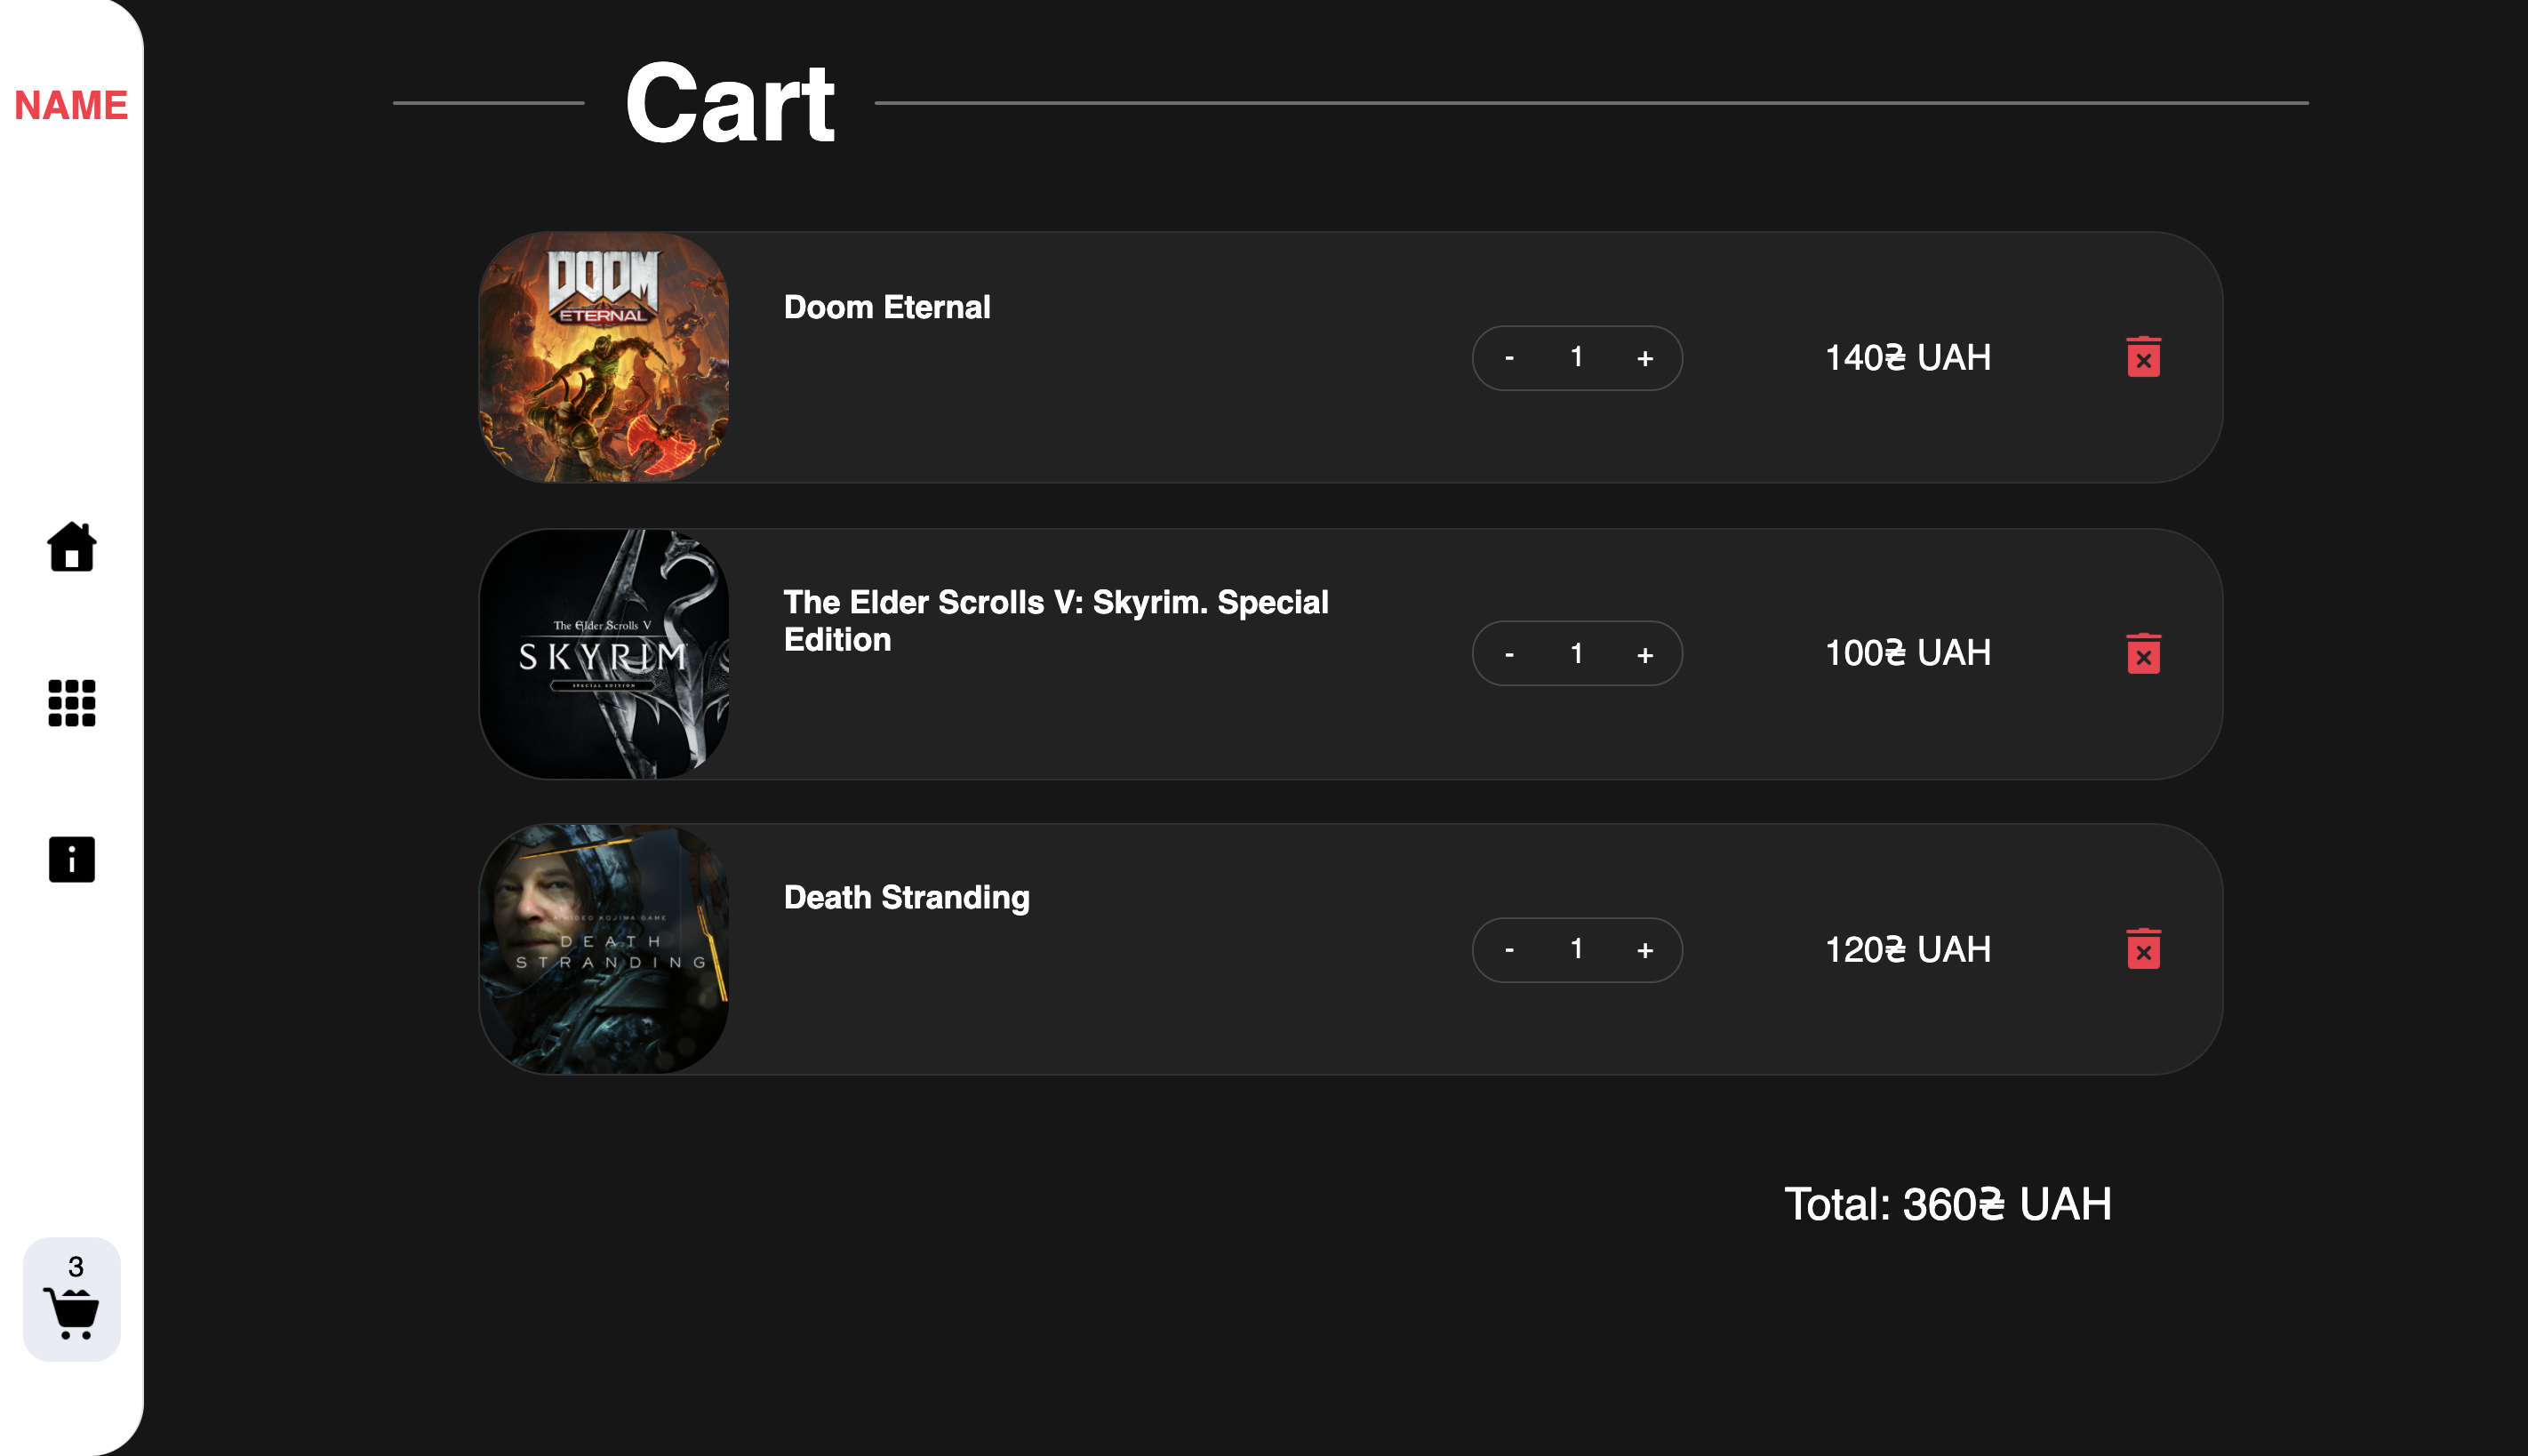 NAME
Cart
DOOM
ETERNAL
Doom Eternal
- 1 +
140₴ UAH
The Elder Scrolls V
SKYRIM
SPECIAL EDITION
The Elder Scrolls V: Skyrim. Special
Edition
- 1 +
100₴ UAH
A HIDEO KOJIMA GAME
DEATH
STRANDING
Death Stranding
- 1 +
120₴ UAH
Total: 360₴ UAH
3